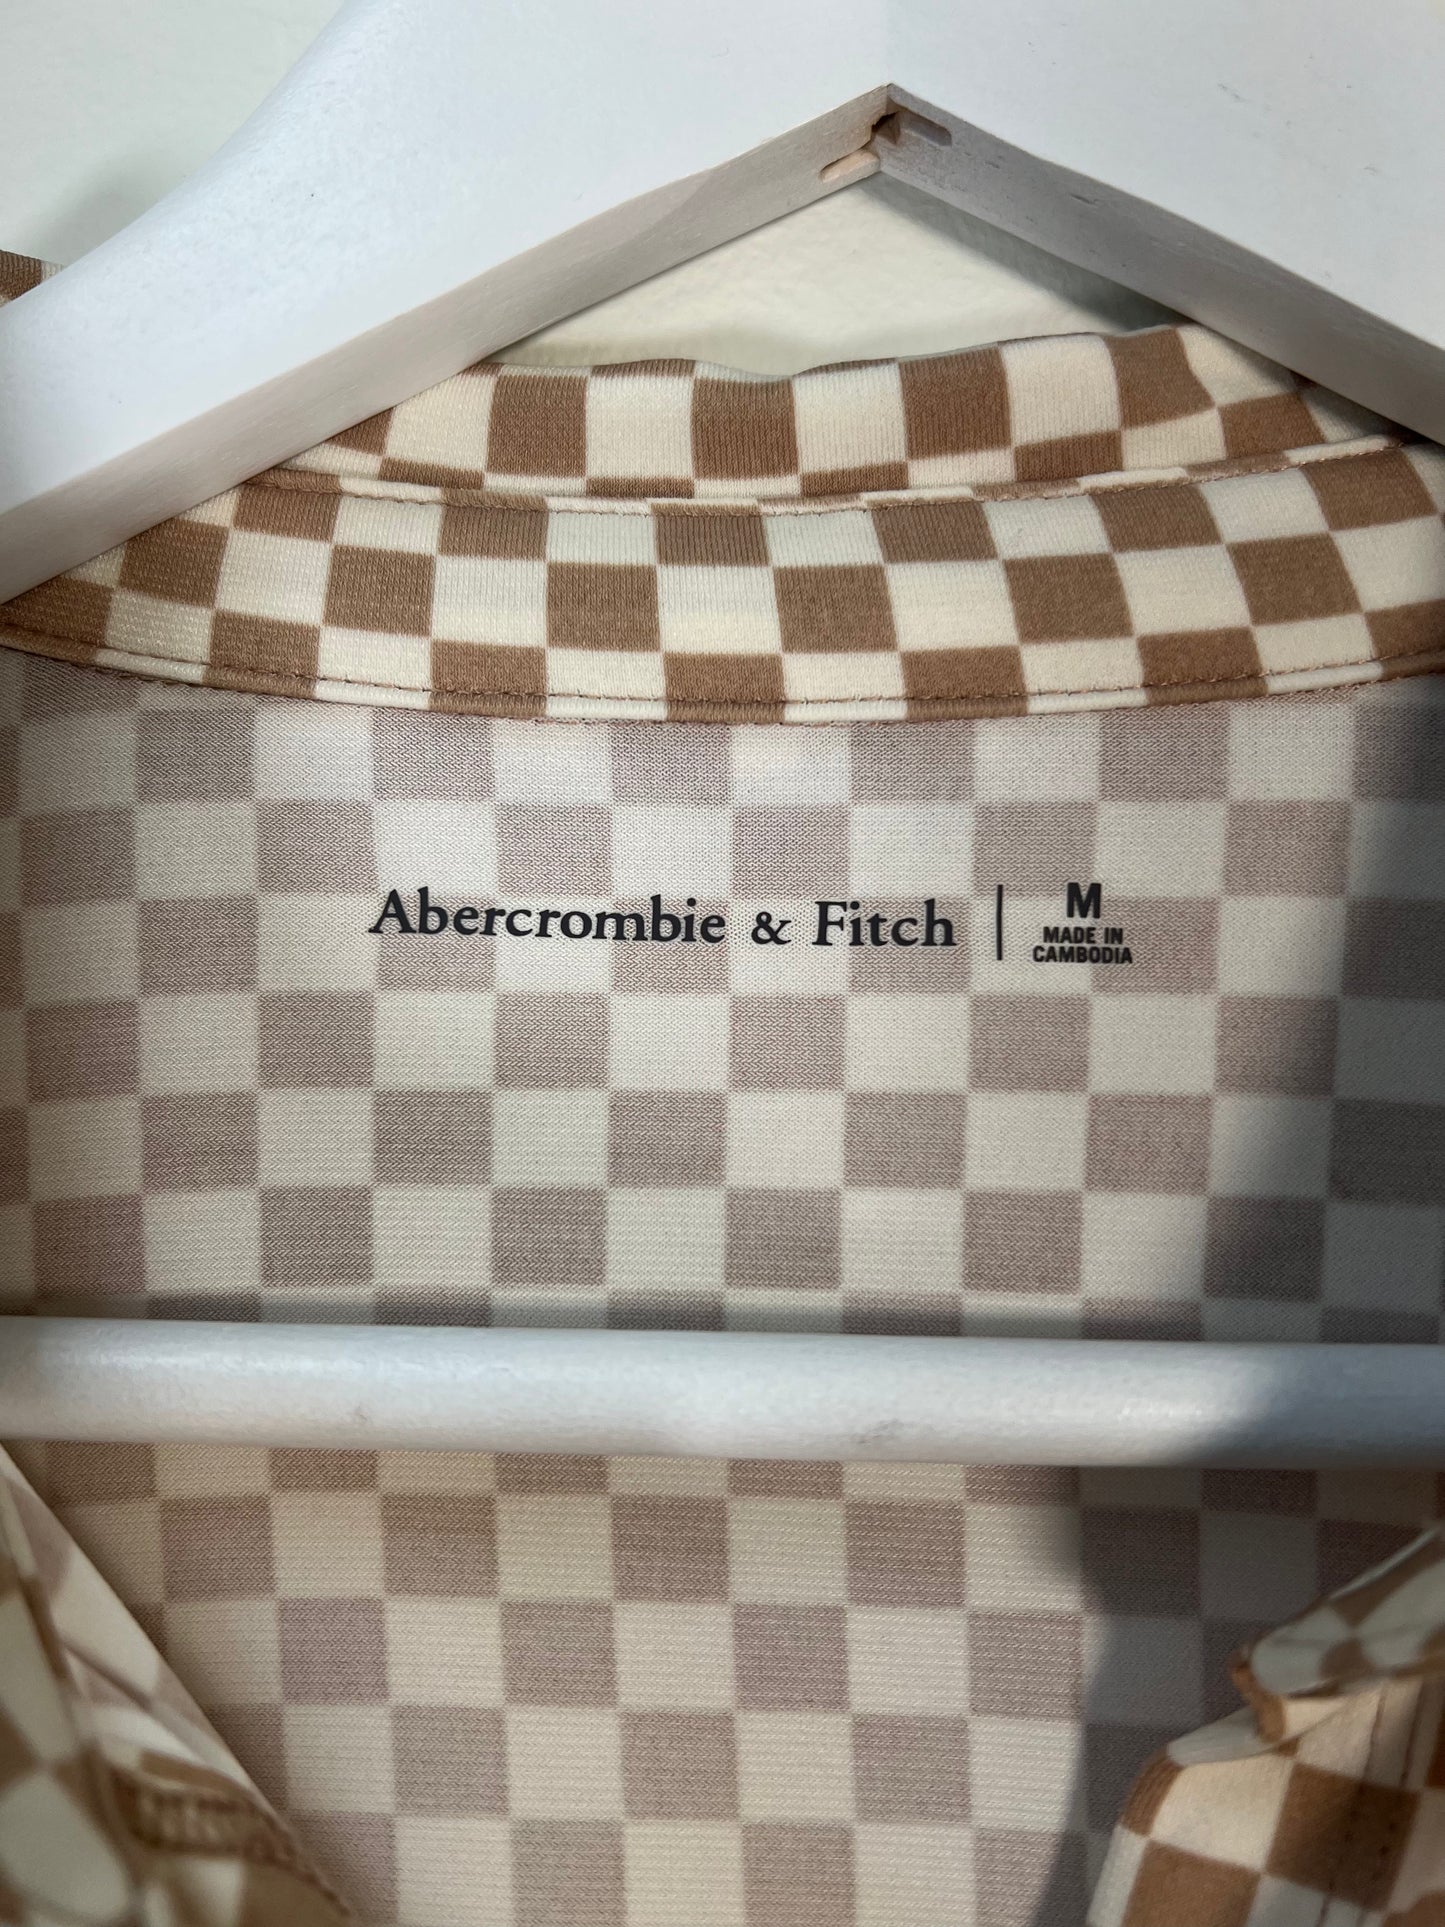 Abercrombie & Fitch | M
MADE IN
CAMBODIA